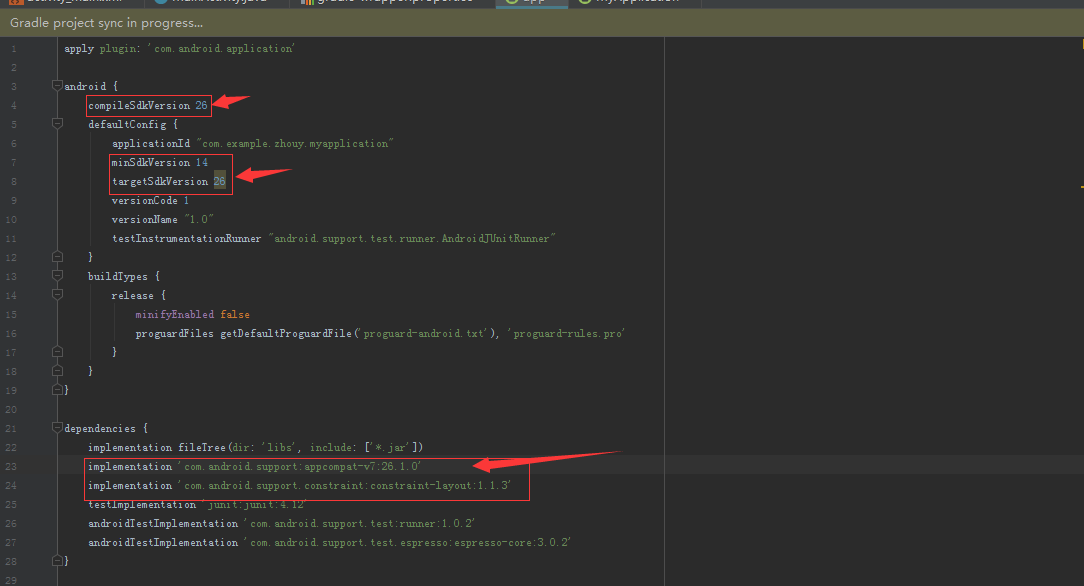 Gradle project sync in progress...
1 apply plugin: 'com.android.application'
2
3 android {
4 compileSdkVersion 26
5 defaultConfig {
6 applicationId "com.example.zhouy.myapplication"
7 minSdkVersion 14
8 targetSdkVersion 26
9 versionCode 1
10 versionName "1.0"
11 testInstrumentationRunner "android.support.test.runner.AndroidJUnitRunner"
12 }
13 buildTypes {
14 release {
15 minifyEnabled false
16 proguardFiles getDefaultProguardFile('proguard-android.txt'), 'proguard-rules.pro'
17 }
18 }
19 }
20
21 dependencies {
22 implementation fileTree(dir: 'libs', include: ['*.jar'])
23 implementation 'com.android.support:appcompat-v7:26.1.0'
24 implementation 'com.android.support.constraint:constraint-layout:1.1.3'
25 testImplementation 'junit:junit:4.12'
26 androidTestImplementation 'com.android.support.test:runner:1.0.2'
27 androidTestImplementation 'com.android.support.test.espresso:espresso-core:3.0.2'
28 }
29